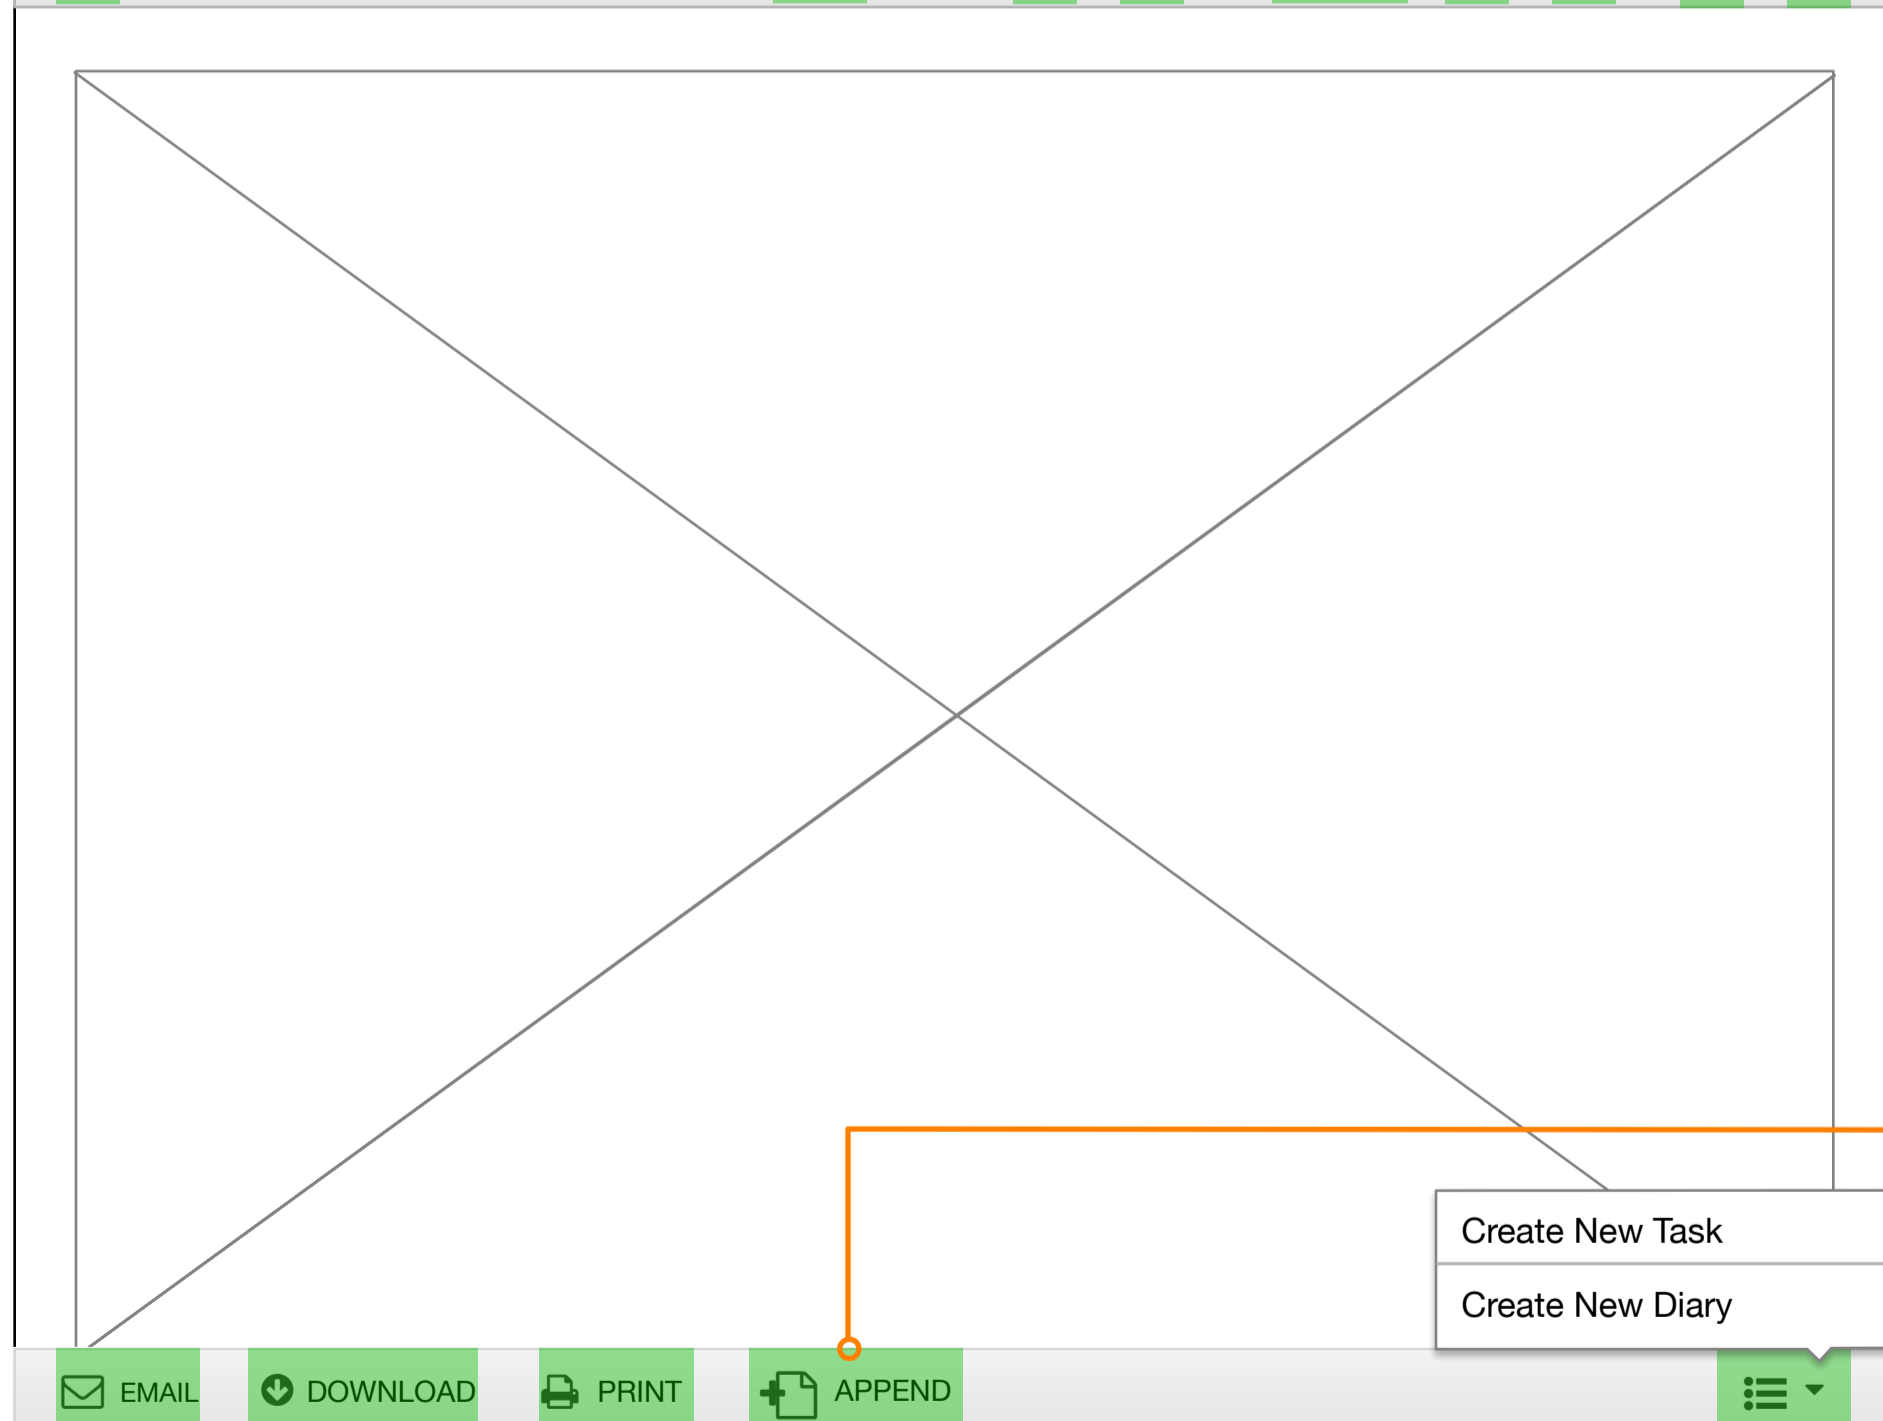 Create New Task
Create New Diary
EMAIL
DOWNLOAD
PRINT
APPEND